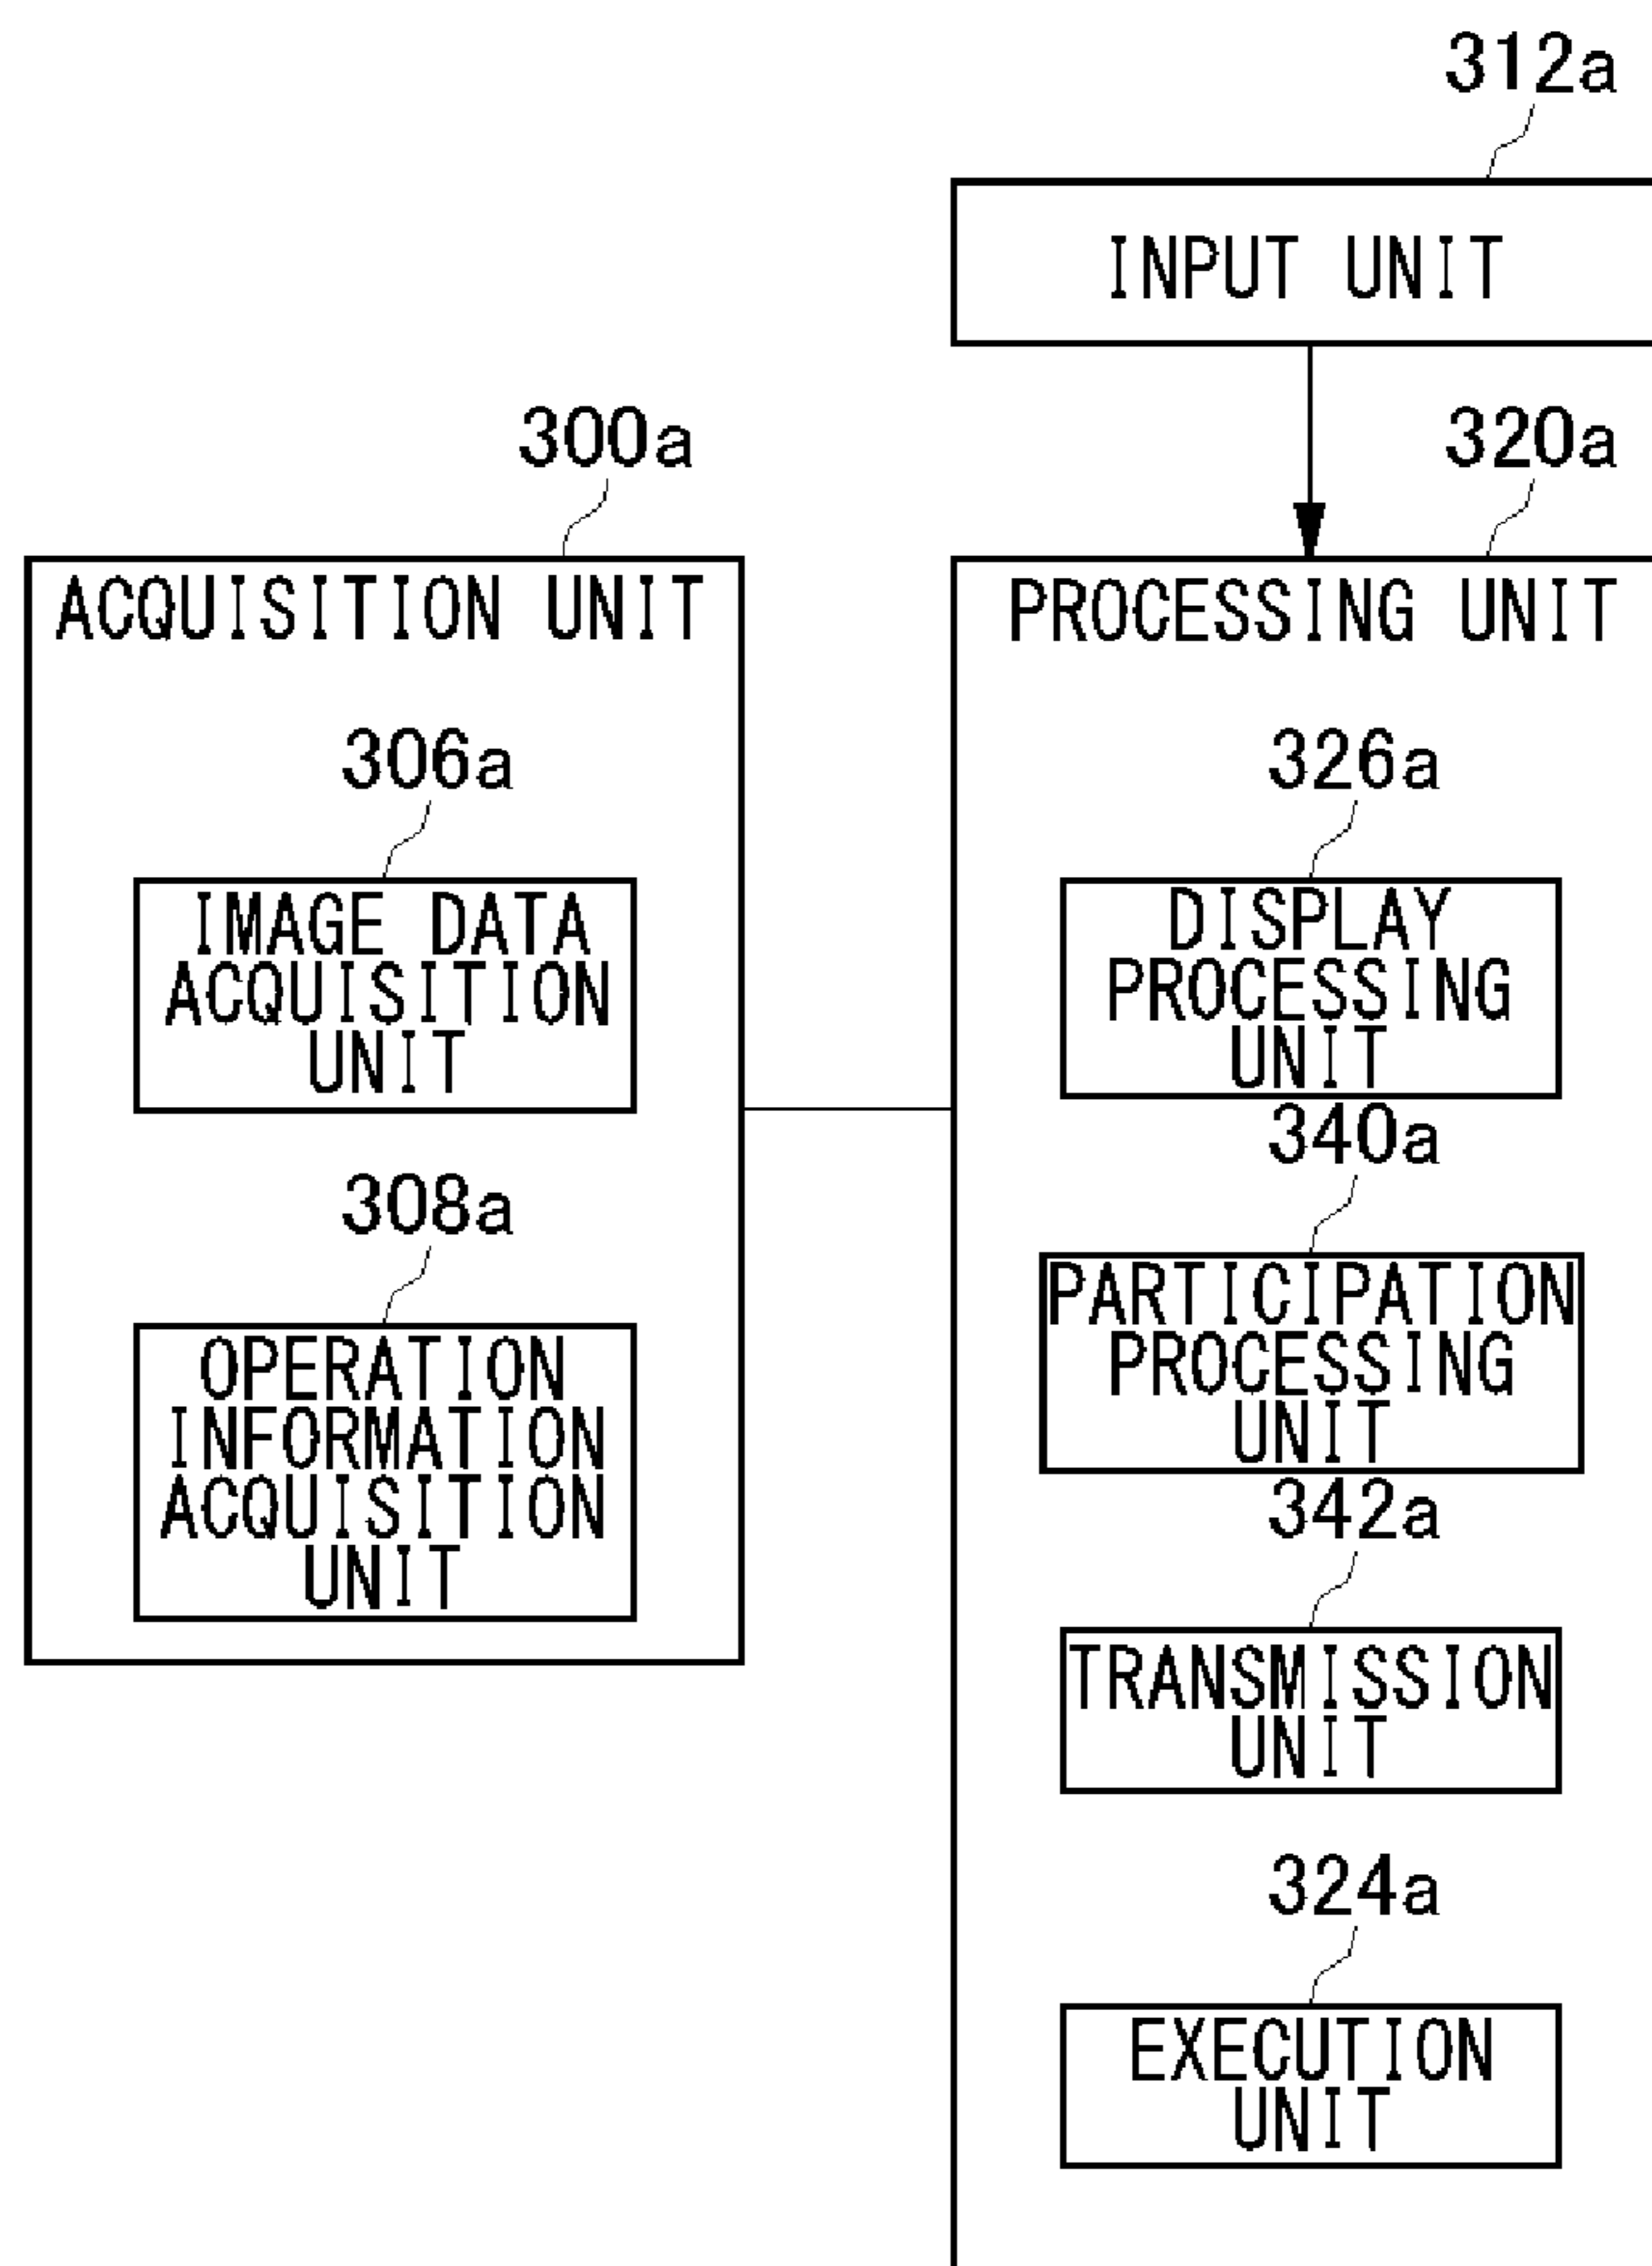 312a
INPUT UNIT
300a
ACQUISITION UNIT
306a
IMAGE DATA
ACQUISITION
UNIT
308a
OPERATION
INFORMATION
ACQUISITION
UNIT
320a
PROCESSING UNIT
326a
DISPLAY
PROCESSING
UNIT
340a
PARTICIPATION
PROCESSING
UNIT
342a
TRANSMISSION
UNIT
324a
EXECUTION
UNIT